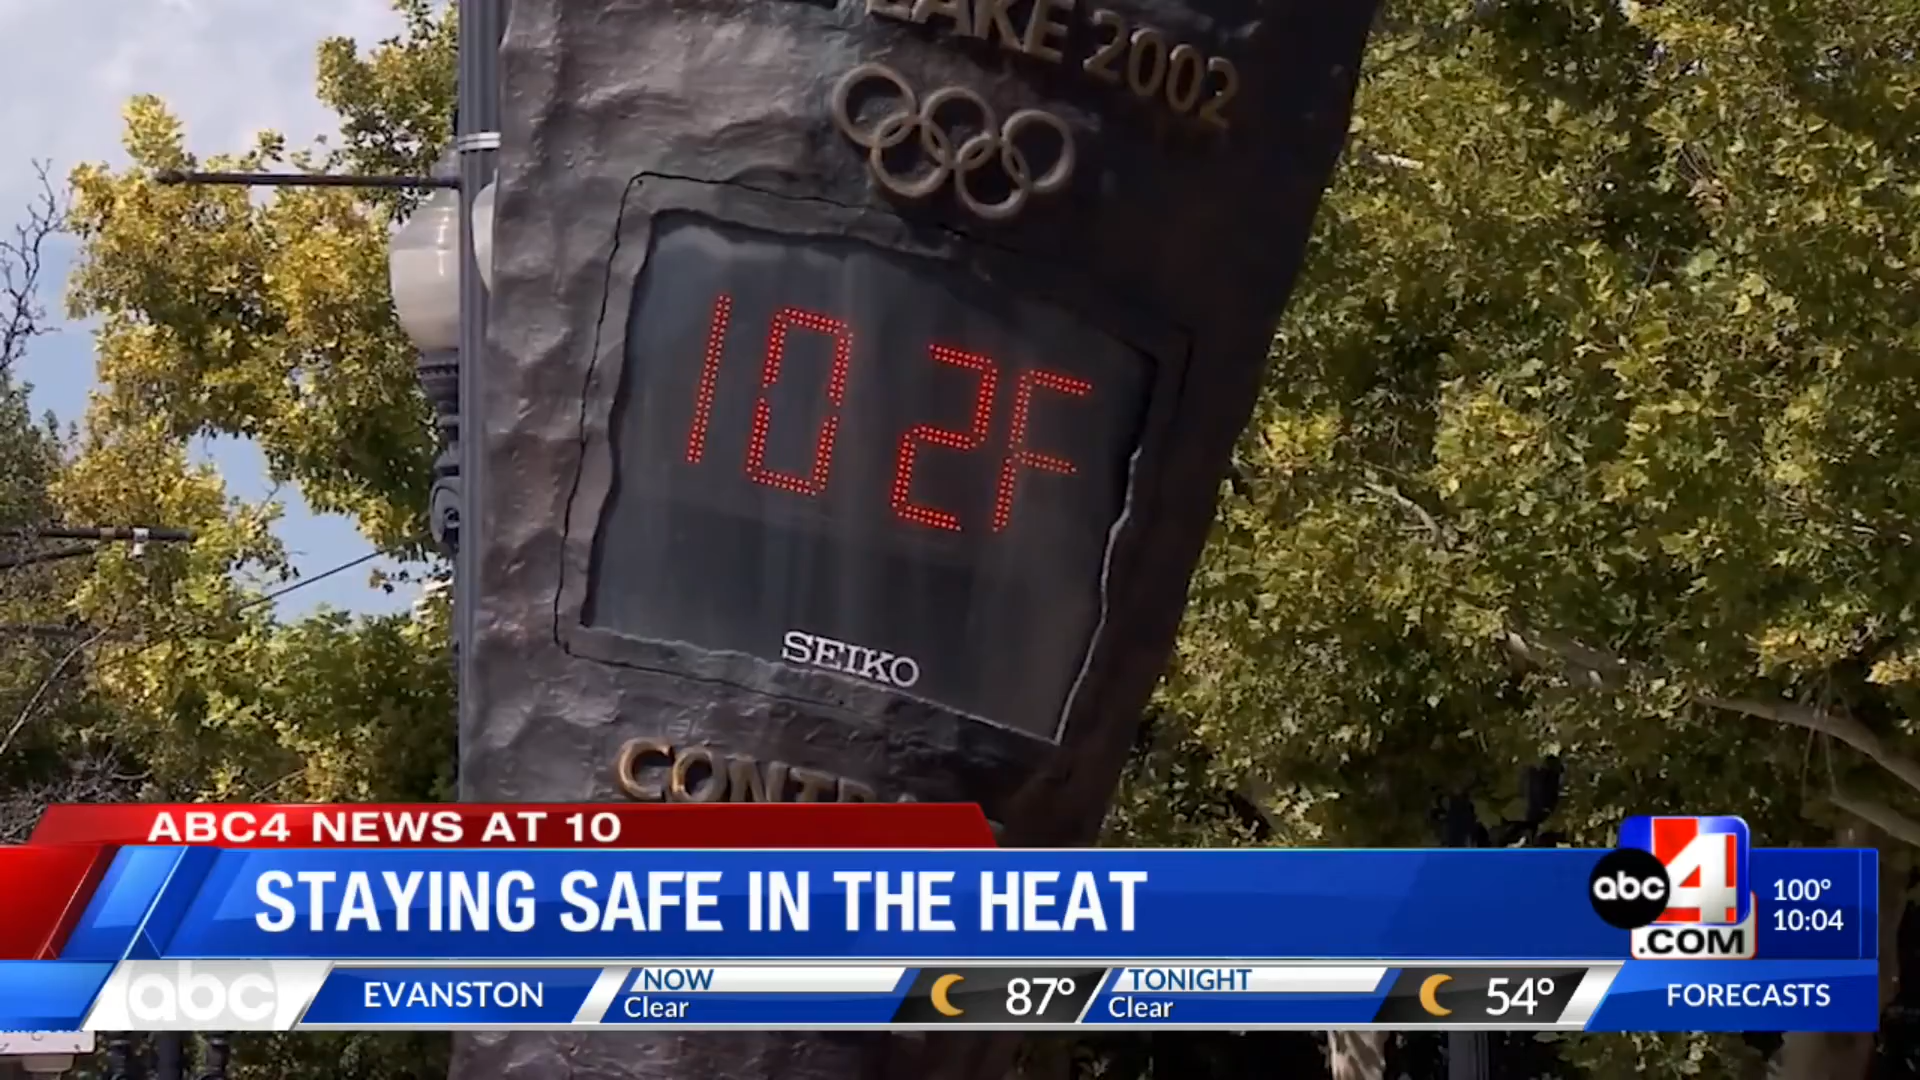 LAKE 2002
102F
SEIKO
ABC4 NEWS AT 10
STAYING SAFE IN THE HEAT
abc 4
.COM
100°
10:04
abc
EVANSTON
NOW
Clear
87°
TONIGHT
Clear
54°
FORECASTS